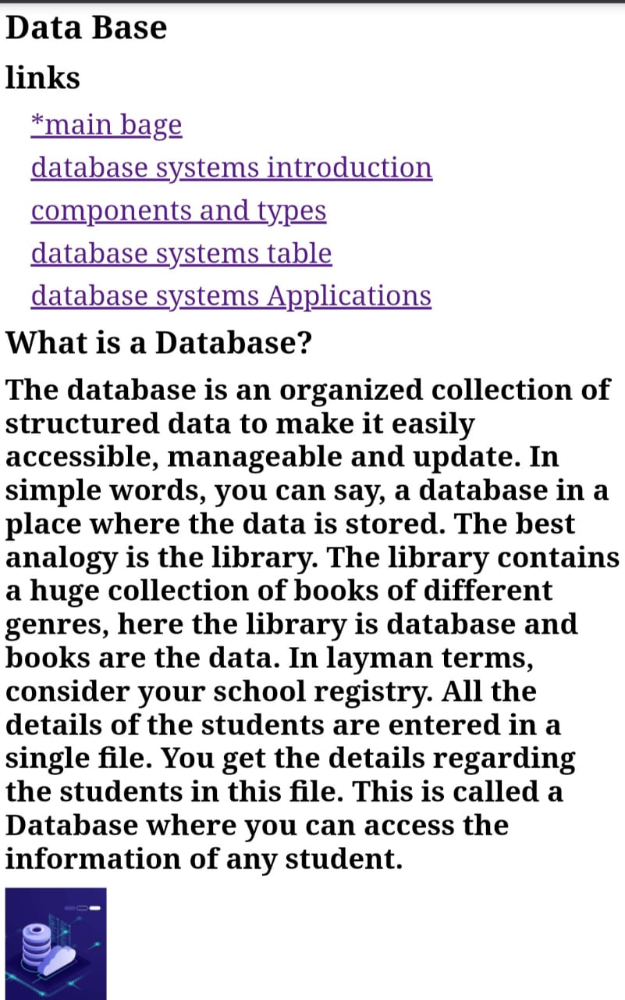 Data Base
links
*main bage
database systems introduction
components and types
database systems table
database systems Applications
What is a Database?
The database is an organized collection of
structured data to make it easily
accessible, manageable and update. In
simple words, you can say, a database in a
place where the data is stored. The best
analogy is the library. The library contains
a huge collection of books of different
genres, here the library is database and
books are the data. In layman terms,
consider your school registry. All the
details of the students are entered in a
single file. You get the details regarding
the students in this file. This is called a
Database where you can access the
information of any student.